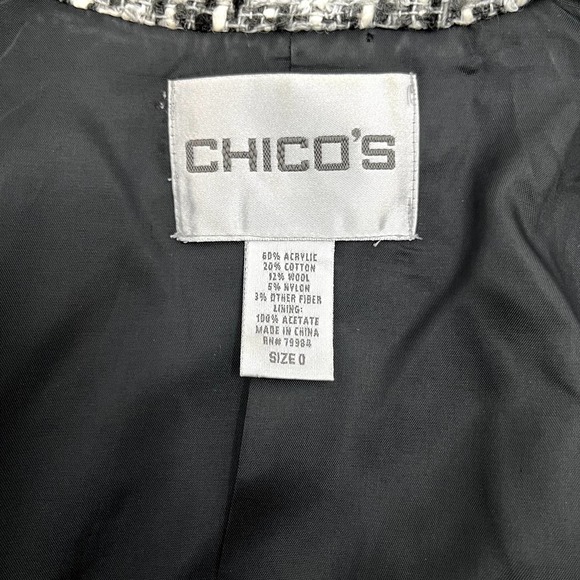 CHICO'S
60% ACRYLIC
20% COTTON
12% WOOL
5% NYLON
3% OTHER FIBER
LINING:
100% ACETATE
MADE IN CHINA
RN# 79984
SIZE 0